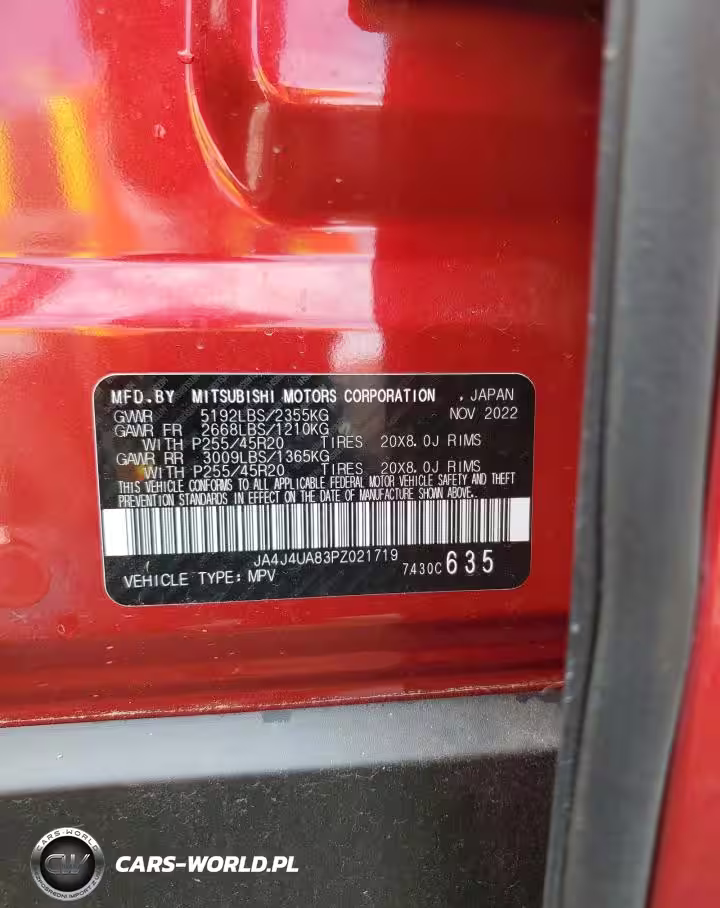 MFD.BY MITSUBISHI MOTORS CORPORATION , JAPAN
GVWR 5192LBS/2355KG NOV 2022
GAWR FR 2668LBS/1210KG
WITH P255/45R20 TIRES 20X8.0J RIMS
GAWR RR 3009LBS/1365KG
WITH P255/45R20 TIRES 20X8.0J RIMS
THIS VEHICLE CONFORMS TO ALL APPLICABLE FEDERAL MOTOR VEHICLE SAFETY AND THEFT
PREVENTION STANDARDS IN EFFECT ON THE DATE OF MANUFACTURE SHOWN ABOVE.
JA4J4UA83PZ021719
VEHICLE TYPE: MPV 7430C 635
CARS-WORLD
CW
CARS-WORLD.PL